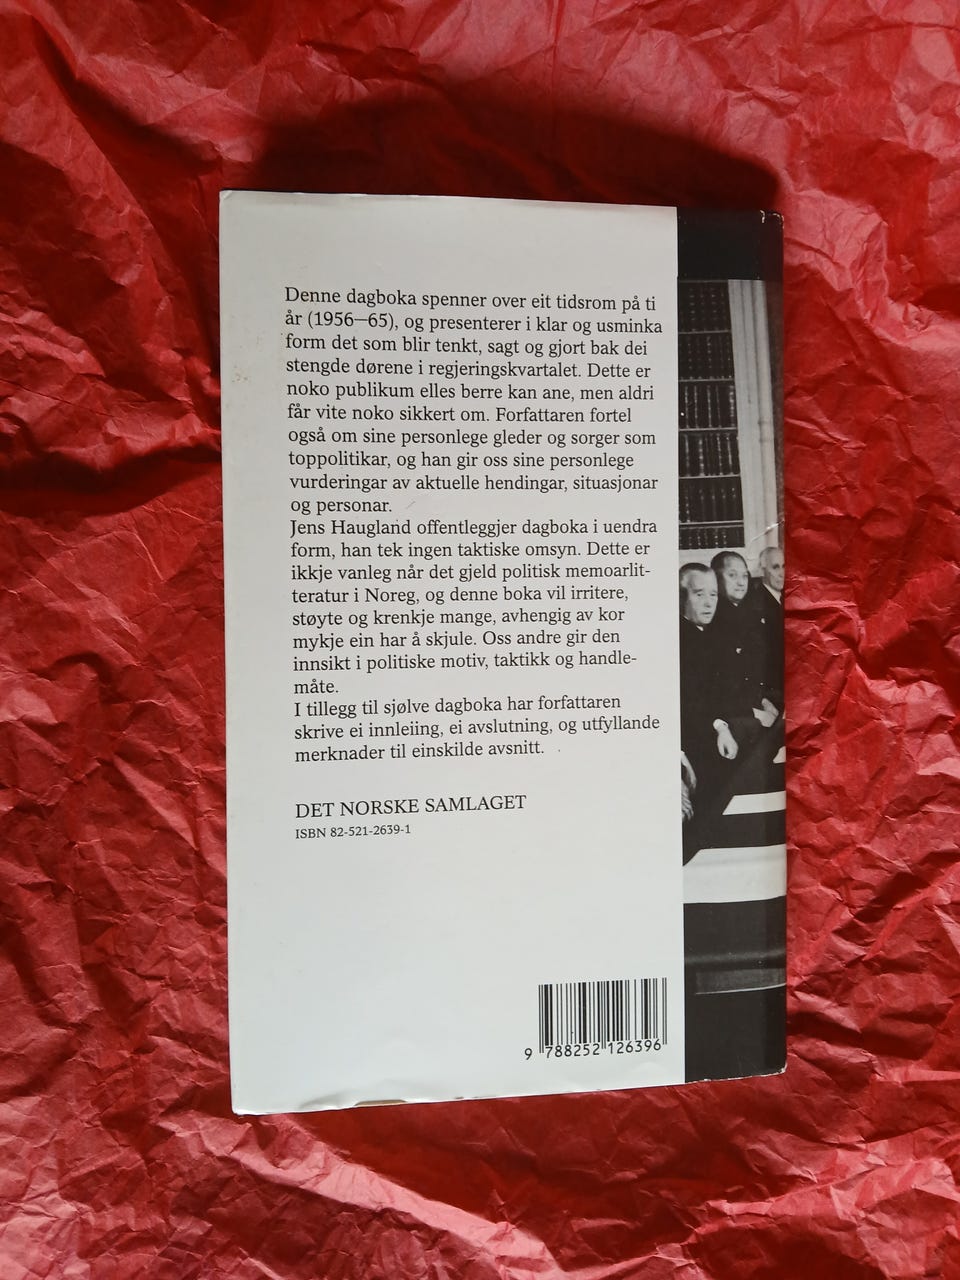 Denne dagboka spenner over eit tidsrom på ti
år (1956—65), og presenterer i klar og usminka
form det som blir tenkt, sagt og gjort bak dei
stengde dørene i regjeringskvartalet. Dette er
noko publikum elles berre kan ane, men aldri
får vite noko sikkert om. Forfattaren fortel
også om sine personlege gleder og sorger som
toppolitikar, og han gir oss sine personlege
vurderingar av aktuelle hendingar, situasjonar
og personar.
Jens Haugland offentleggjer dagboka i uendra
form, han tek ingen taktiske omsyn. Dette er
ikkje vanleg når det gjeld politisk memoarlit-
teratur i Noreg, og denne boka vil irritere,
støyte og krenkje mange, avhengig av kor
mykje ein har å skjule. Oss andre gir den
innsikt i politiske motiv, taktikk og handle-
måte.
I tillegg til sjølve dagboka har forfattaren
skrive ei innleiing, ei avslutning, og utfyllande
merknader til einskilde avsnitt.
DET NORSKE SAMLAGET
ISBN 82-521-2639-1
9 788252 126396